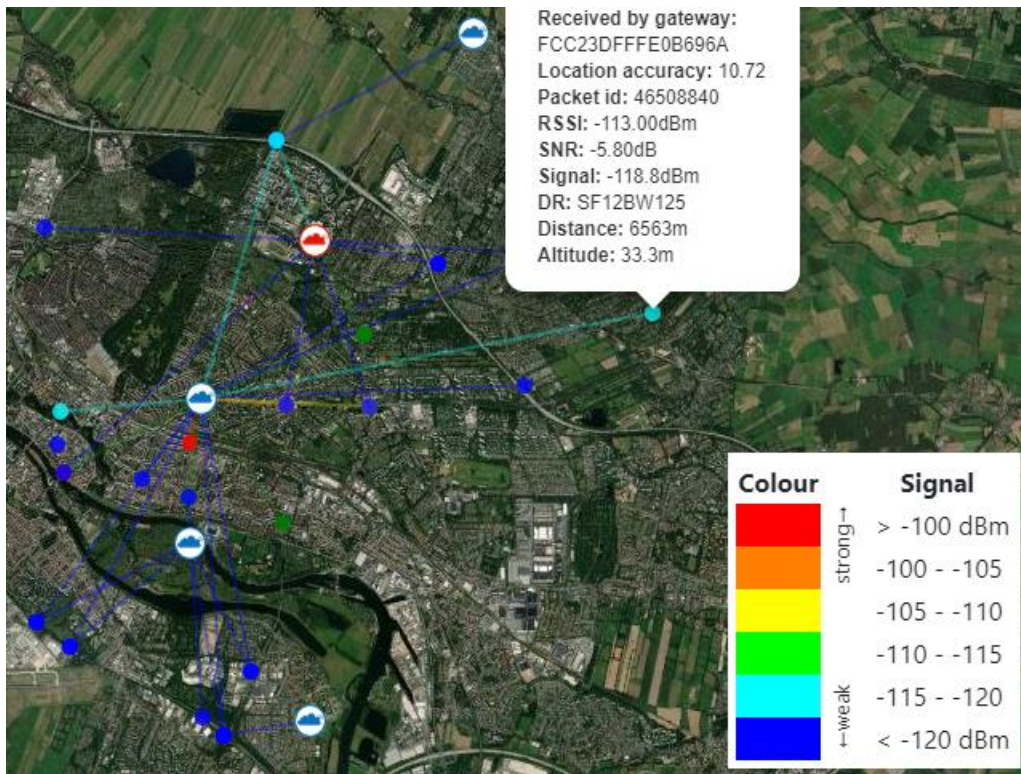 Received by gateway:
FCC23DFFFE0B696A
Location accuracy: 10.72
Packet id: 46508840
RSSI: -113.00dBm
SNR: -5.80dB
Signal: -118.8dBm
DR: SF12BW125
Distance: 6563m
Altitude: 33.3m
Colour Signal
strong→
> -100 dBm
-100 - -105
-105 - -110
-110 - -115
←weak
-115 - -120
< -120 dBm